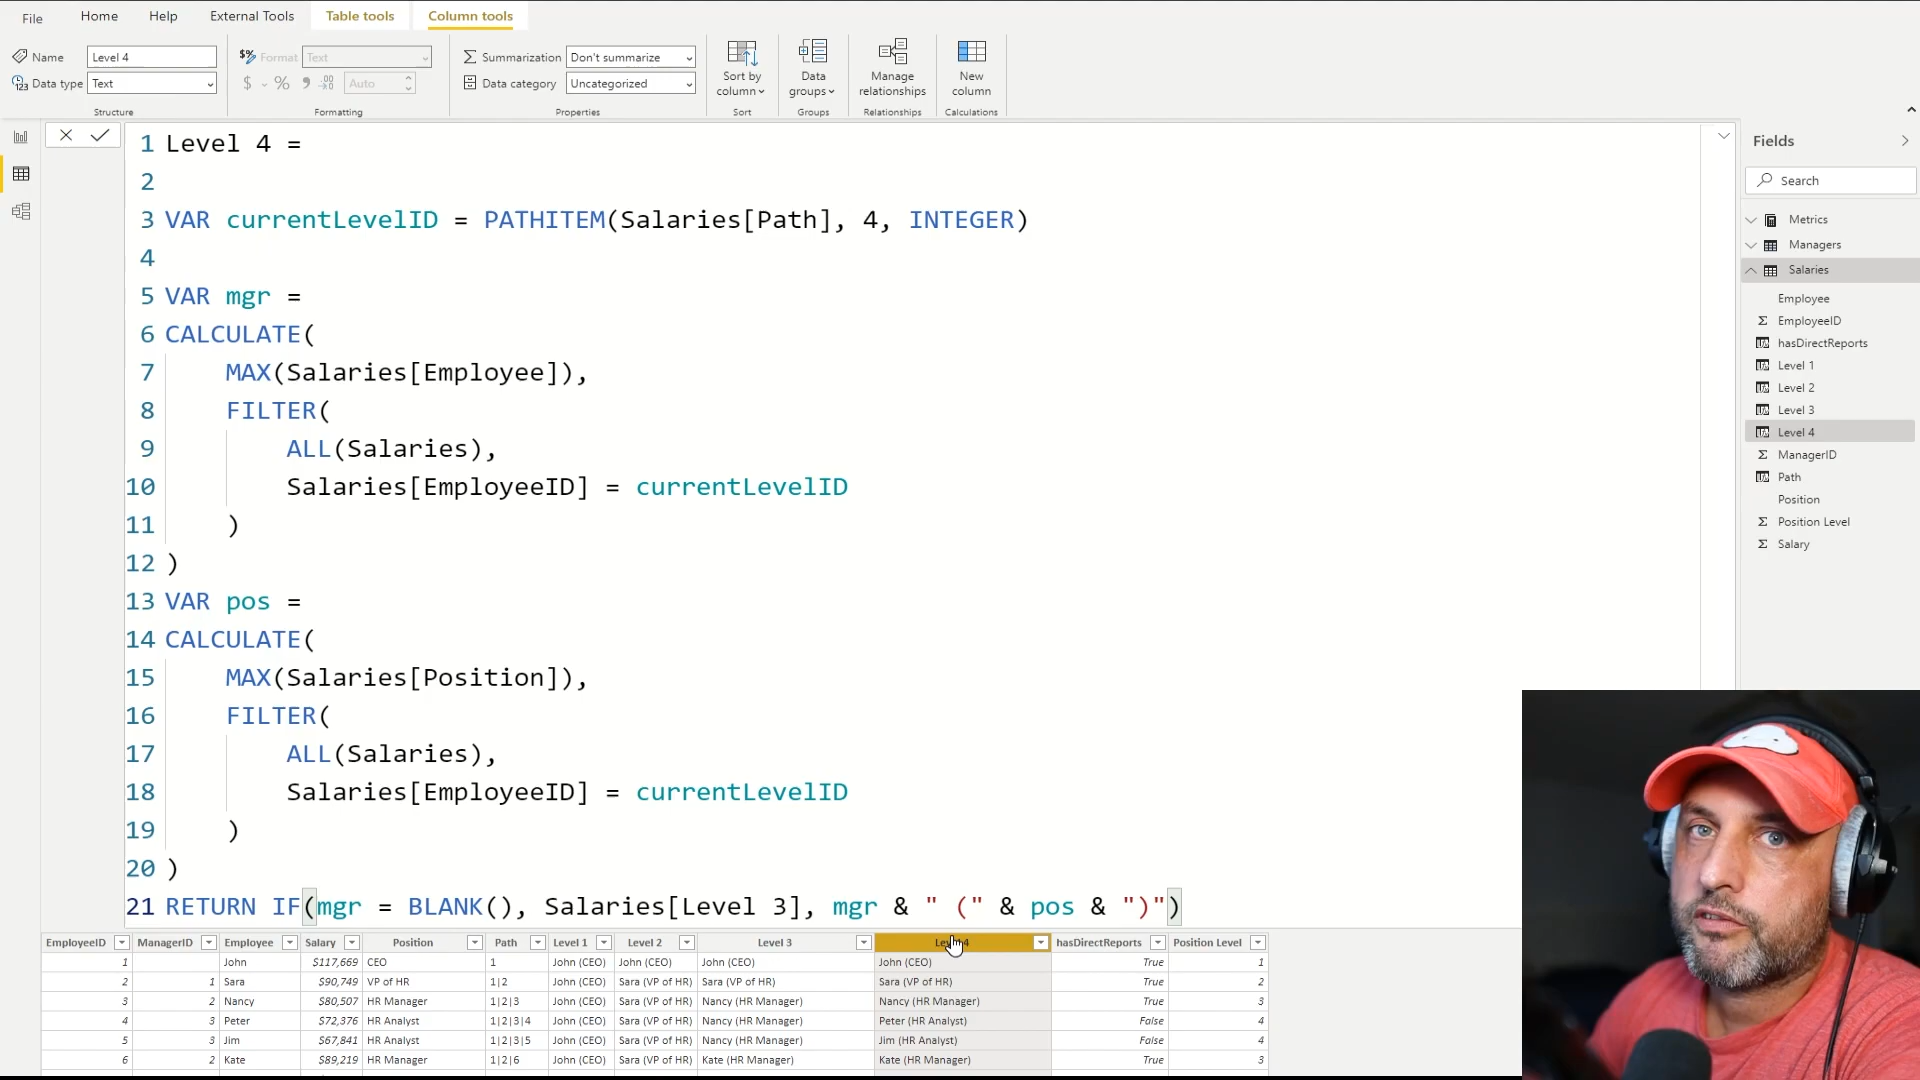 File Home Help External Tools Table tools Column tools
Name Level 4 Format Text Summarization Don't summarize
Data type Text $ % Auto Data category Uncategorized
Sort by column Data groups Manage relationships New column
Structure Formatting Properties Sort Groups Relationships Calculations
1 Level 4 =
2
3 VAR currentLevelID = PATHITEM(Salaries[Path], 4, INTEGER)
4
5 VAR mgr =
6 CALCULATE(
7 MAX(Salaries[Employee]),
8 FILTER(
9 ALL(Salaries),
10 Salaries[EmployeeID] = currentLevelID
11 )
12 )
13 VAR pos =
14 CALCULATE(
15 MAX(Salaries[Position]),
16 FILTER(
17 ALL(Salaries),
18 Salaries[EmployeeID] = currentLevelID
19 )
20 )
21 RETURN IF(mgr = BLANK(), Salaries[Level 3], mgr & " (" & pos & ")")
EmployeeID ManagerID Employee Salary Position Path Level 1 Level 2 Level 3 Level 4 hasDirectReports Position Level
1 John $117,669 CEO 1 John (CEO) John (CEO) John (CEO) John (CEO) True 1
2 1 Sara $90,749 VP of HR 1|2 John (CEO) Sara (VP of HR) Sara (VP of HR) Sara (VP of HR) True 2
3 2 Nancy $80,507 HR Manager 1|2|3 John (CEO) Sara (VP of HR) Nancy (HR Manager) Nancy (HR Manager) True 3
4 3 Peter $72,376 HR Analyst 1|2|3|4 John (CEO) Sara (VP of HR) Nancy (HR Manager) Peter (HR Analyst) False 4
5 3 Jim $67,841 HR Analyst 1|2|3|5 John (CEO) Sara (VP of HR) Nancy (HR Manager) Jim (HR Analyst) False 4
6 2 Kate $89,219 HR Manager 1|2|6 John (CEO) Sara (VP of HR) Kate (HR Manager) Kate (HR Manager) True 3
Fields
Search
Metrics
Managers
Salaries
Employee
EmployeeID
hasDirectReports
Level 1
Level 2
Level 3
Level 4
ManagerID
Path
Position
Position Level
Salary